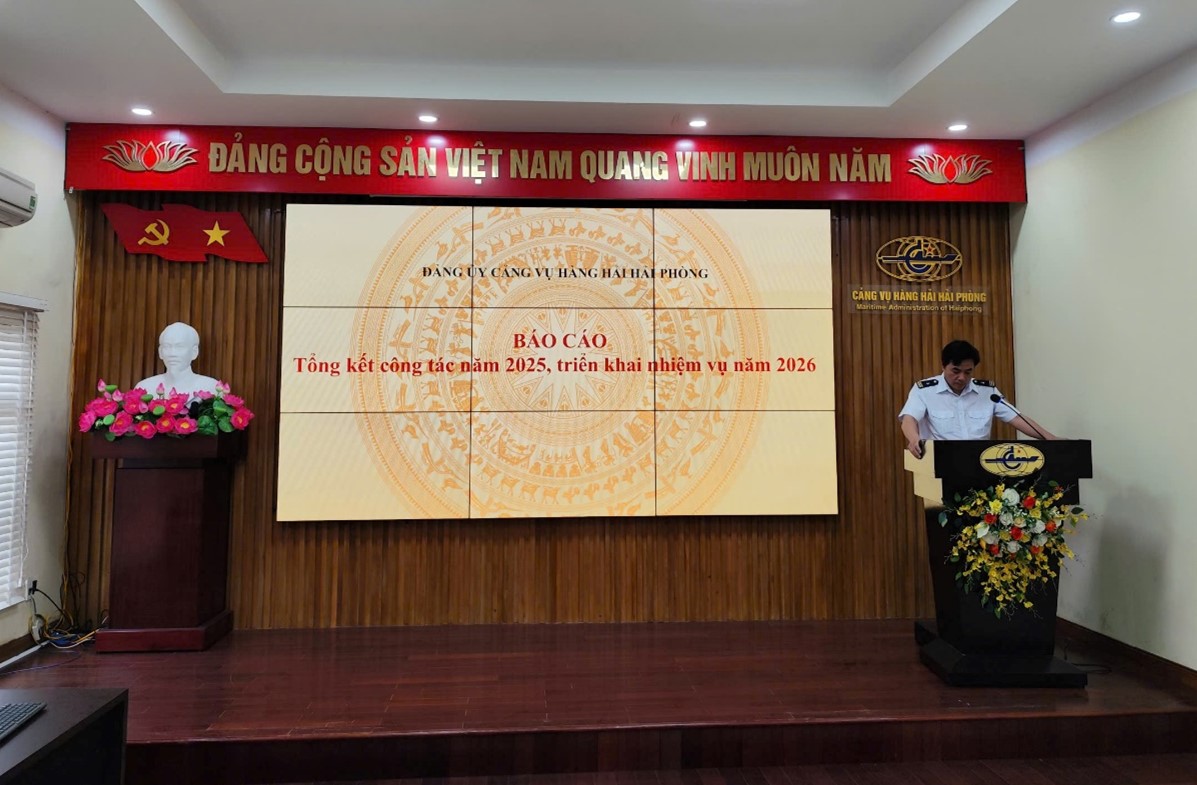 ĐẢNG CỘNG SẢN VIỆT NAM QUANG VINH MUÔN NĂM
ĐẢNG ỦY CẢNG VỤ HÀNG HẢI HẢI PHÒNG
BÁO CÁO
Tổng kết công tác năm 2025, triển khai nhiệm vụ năm 2026
CẢNG VỤ HÀNG HẢI HẢI PHÒNG
Maritime Administration of Haiphong